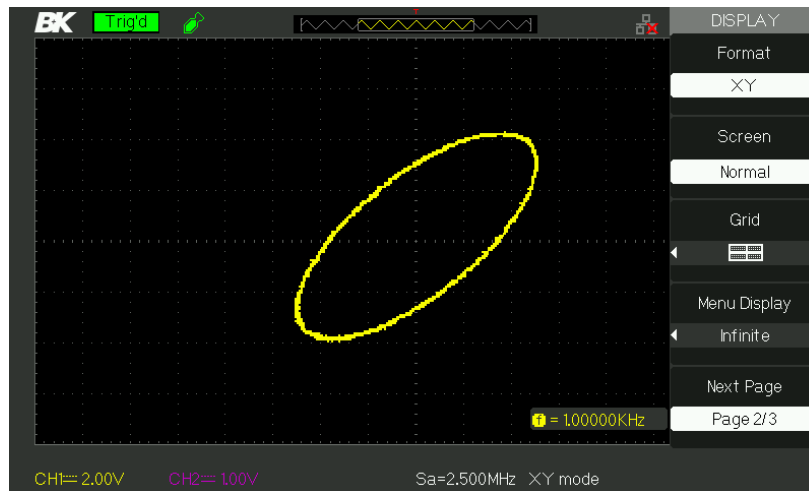 BK Trig'd DISPLAY
Format
XY
Screen
Normal
Grid
Menu Display
Infinite
Next Page
f = 1.00000KHz Page 2/3
CH1 2.00V CH2 1.00V Sa=2.500MHz XY mode